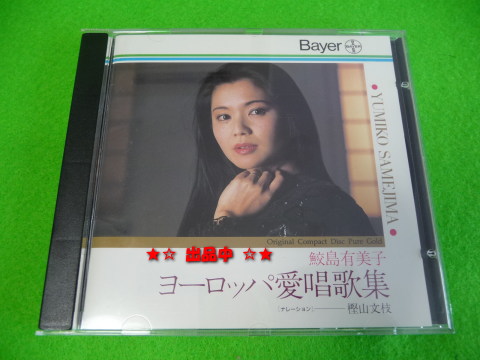 Bayer
BAYER
● YUMIKO SAMEJIMA ●
Original Compact Disc Pure Gold
★☆ 出品中 ☆★
鮫島有美子
ヨーロッパ愛唱歌集
［ナレーション］――樫山文枝